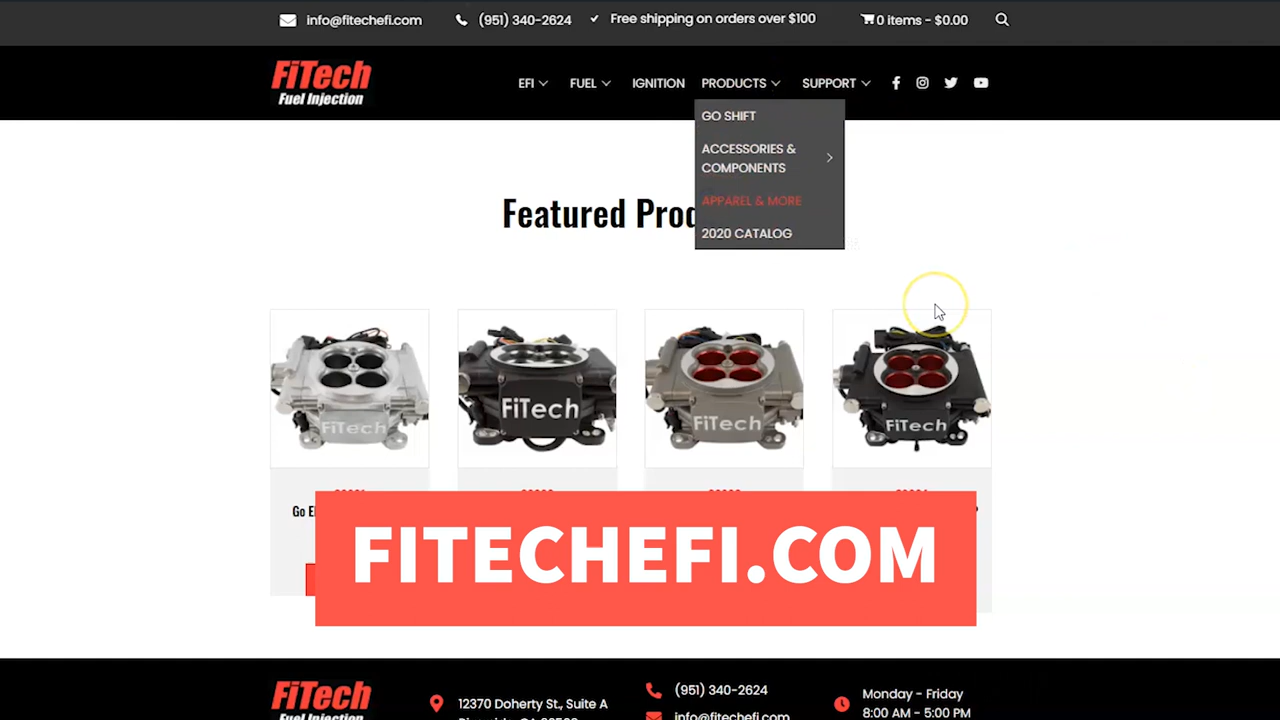 info@fitechefi.com
(951) 340-2624
Free shipping on orders over $100
0 items - $0.00
FiTech
Fuel Injection
EFI
FUEL
IGNITION
PRODUCTS
SUPPORT
GO SHIFT
ACCESSORIES &
COMPONENTS
APPAREL & MORE
2020 CATALOG
Featured
FiTech
FiTech
FiTech
FiTech
Go
FITECHEFI.COM
FiTech
Fuel Injection
12370 Doherty St., Suite A
(951) 340-2624
info@fitechefi.com
Monday - Friday
8:00 AM - 5:00 PM